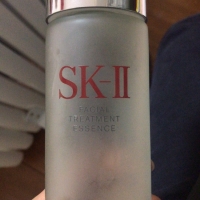 SK-II
FACIAL
TREATMENT
ESSENCE